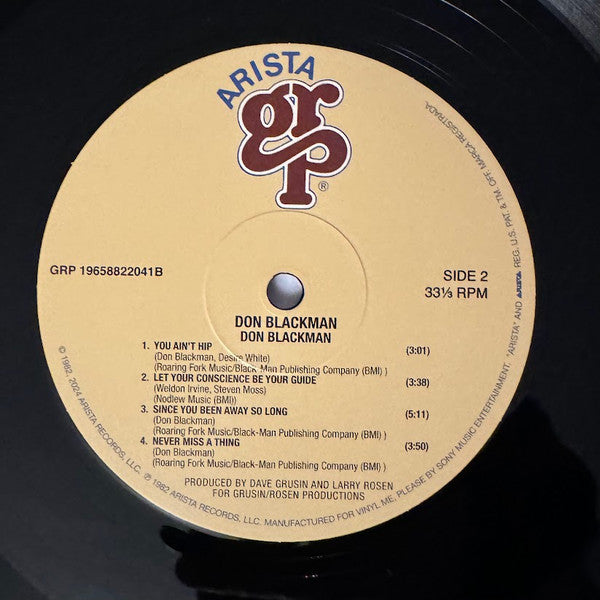 ARISTA
grp®
GRP 19658822041B
SIDE 2
33⅓ RPM
DON BLACKMAN
DON BLACKMAN
1. YOU AIN'T HIP (3:01)
(Don Blackman, Desire White)
(Roaring Fork Music/Black-Man Publishing Company (BMI) )
2. LET YOUR CONSCIENCE BE YOUR GUIDE (3:38)
(Weldon Irvine, Steven Moss)
(Nodlew Music (BMI))
3. SINCE YOU BEEN AWAY SO LONG (5:11)
(Don Blackman)
(Roaring Fork Music/Black-Man Publishing Company (BMI) )
4. NEVER MISS A THING (3:50)
(Don Blackman)
(Roaring Fork Music/Black-Man Publishing Company (BMI) )
PRODUCED BY DAVE GRUSIN AND LARRY ROSEN
FOR GRUSIN/ROSEN PRODUCTIONS
© 1982, 2024 ARISTA RECORDS, LLC. ℗ 1982 ARISTA RECORDS, LLC. MANUFACTURED FOR VINYL ME, PLEASE BY SONY MUSIC ENTERTAINMENT. "ARISTA" AND ARISTA REG. U.S. PAT. & T.M. OFF. MARCA REGISTRADA.